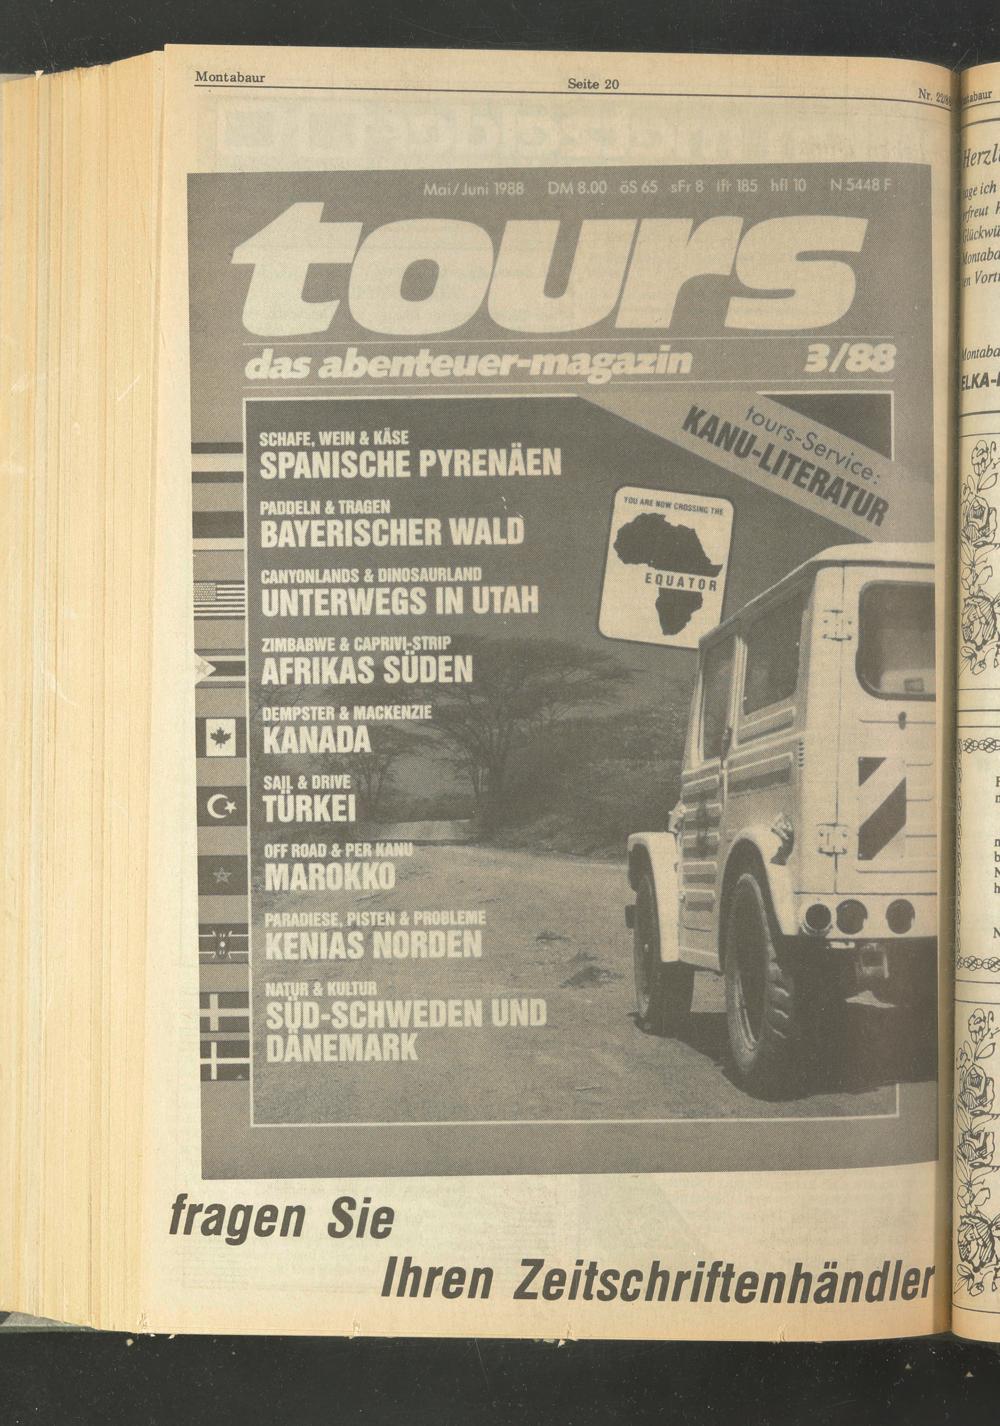 Montabaur
Seite 20
Nr. 22/88
Mai/Juni 1988 DM 8.00 öS 65 sFr 8 lfr 185 hfl 10 N 5448 F
tours
das abenteuer-magazin 3/88
tours-Service:
KANU-LITERATUR
SCHAFE, WEIN & KÄSE
SPANISCHE PYRENÄEN
YOU ARE NOW CROSSING THE
EQUATOR
PADDELN & TRAGEN
BAYERISCHER WALD
CANYONLANDS & DINOSAURLAND
UNTERWEGS IN UTAH
ZIMBABWE & CAPRIVI-STRIP
AFRIKAS SÜDEN
DEMPSTER & MACKENZIE
KANADA
SAIL & DRIVE
TÜRKEI
OFF ROAD & PER KANU
MAROKKO
PARADIESE, PISTEN & PROBLEME
KENIAS NORDEN
NATUR & KULTUR
SÜD-SCHWEDEN UND
DÄNEMARK
fragen Sie
Ihren Zeitschriftenhändler